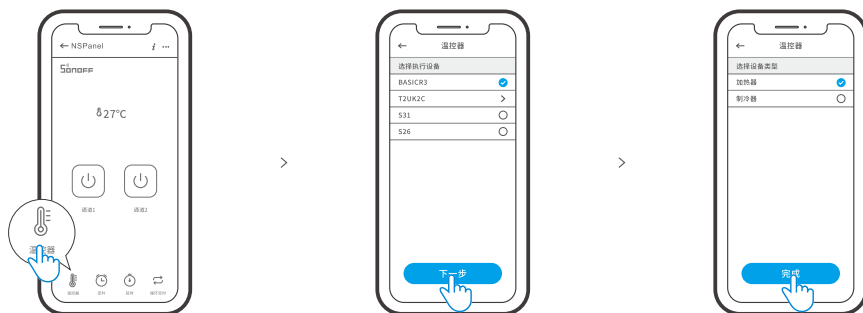 NSPanel
SONOFF
27°C
通道1
通道2
温控器
温控器
定时
延时
循环定时
温控器
选择执行设备
BASICR3
T2UK2C
S31
S26
下一步
温控器
选择设备类型
加热器
制冷器
完成